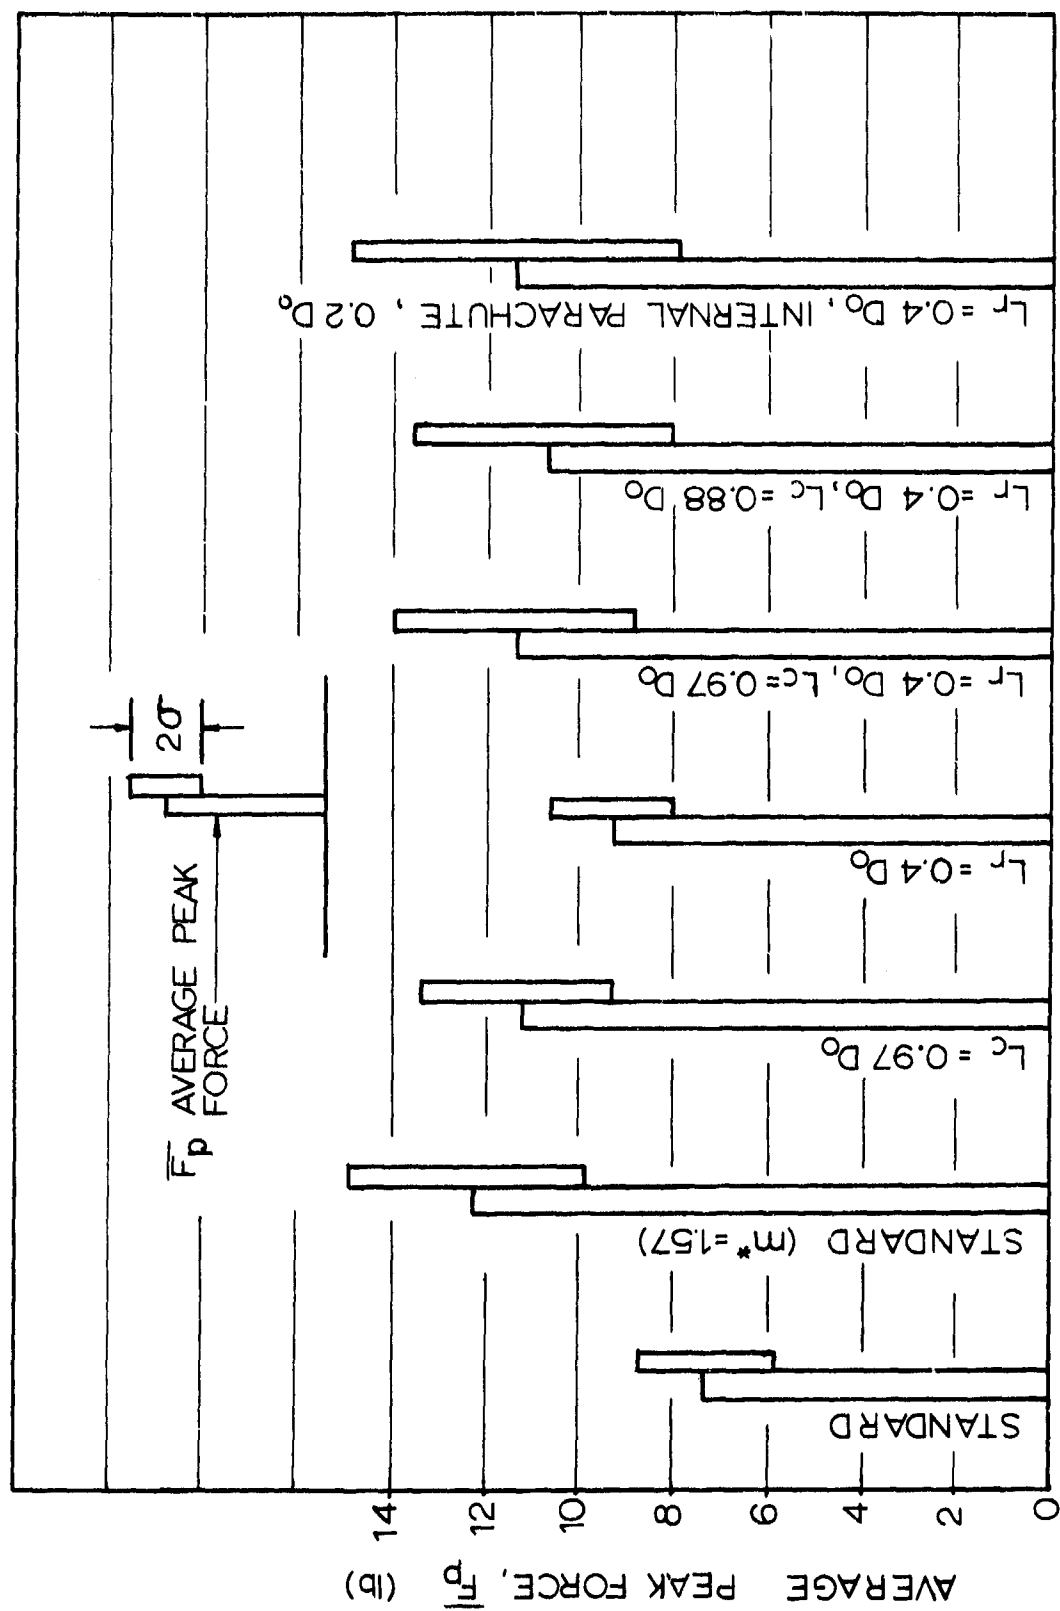 AVERAGE PEAK FORCE, F̅p (lb)
14
12
10
8
6
4
2
0
F̅p AVERAGE PEAK
FORCE
2σ
STANDARD
STANDARD (m*=1.57)
Lc = 0.97 Do
Lr = 0.4 Do
Lr = 0.4 Do, Lc = 0.97 Do
Lr = 0.4 Do, Lc = 0.88 Do
Lr = 0.4 Do, INTERNAL PARACHUTE, 0.2 Do